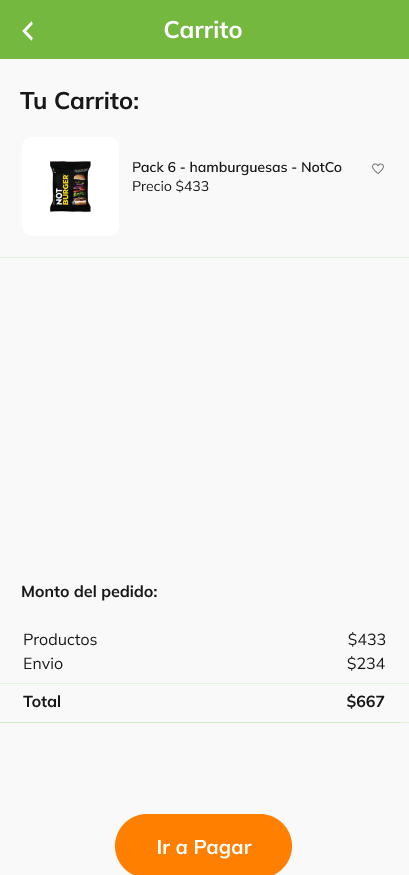 Carrito
Tu Carrito:
NOT
BURGER
Pack 6 - hamburguesas - NotCo
Precio $433
Monto del pedido:
Productos $433
Envio $234
Total $667
Ir a Pagar